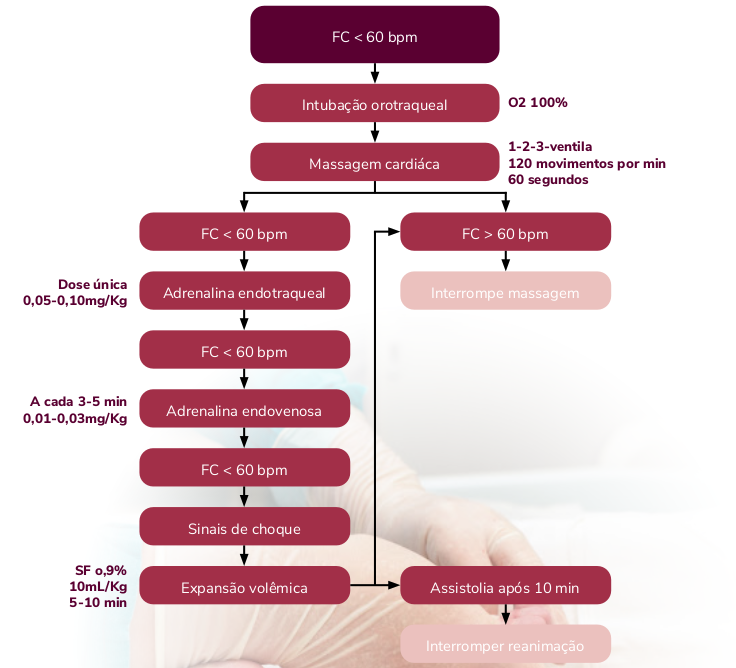 FC < 60 bpm
Intubação orotraqueal
O2 100%
Massagem cardiáca
1-2-3-ventila
120 movimentos por min
60 segundos
FC < 60 bpm
FC > 60 bpm
Dose única
0,05-0,10mg/Kg
Adrenalina endotraqueal
Interrompe massagem
FC < 60 bpm
A cada 3-5 min
0,01-0,03mg/Kg
Adrenalina endovenosa
FC < 60 bpm
Sinais de choque
SF o,9%
10mL/Kg
5-10 min
Expansão volêmica
Assistolia após 10 min
Interromper reanimação